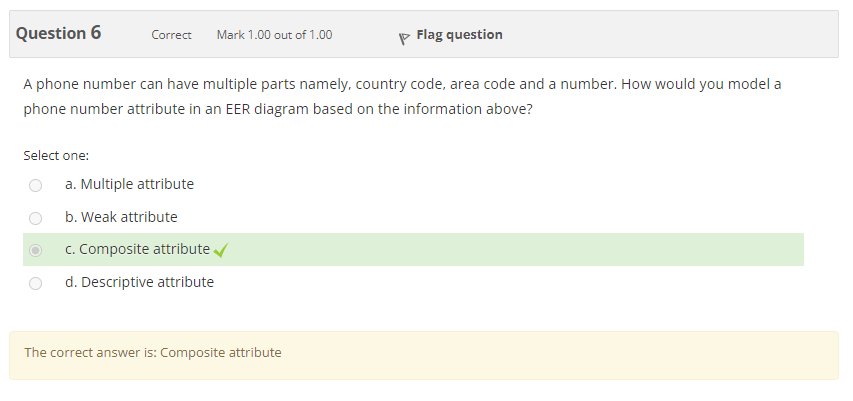 Question 6 Correct Mark 1.00 out of 1.00 Flag question
A phone number can have multiple parts namely, country code, area code and a number. How would you model a
phone number attribute in an EER diagram based on the information above?
Select one:
a. Multiple attribute
b. Weak attribute
c. Composite attribute
d. Descriptive attribute
The correct answer is: Composite attribute